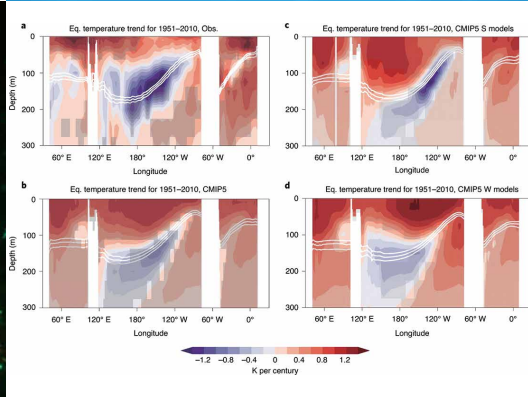 a Eq. temperature trend for 1951–2010, Obs.
0
100
200
300
Depth (m)
60° E 120° E 180° 120° W 60° W 0°
Longitude
c Eq. temperature trend for 1951–2010, CMIP5 S models
0
100
200
300
60° E 120° E 180° 120° W 60° W 0°
Longitude
b Eq. temperature trend for 1951–2010, CMIP5
0
100
200
300
Depth (m)
60° E 120° E 180° 120° W 60° W 0°
Longitude
d Eq. temperature trend for 1951–2010, CMIP5 W models
0
100
200
300
60° E 120° E 180° 120° W 60° W 0°
Longitude
−1.2 −0.8 −0.4 0 0.4 0.8 1.2
K per century